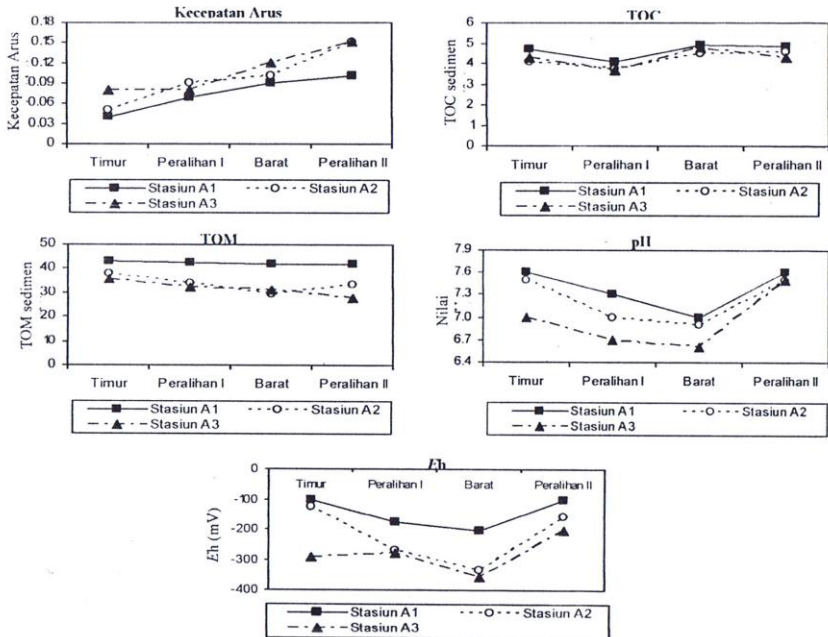 Kecepatan Arus
Kecepatan Arus
0.18
0.15
0.12
0.09
0.06
0.03
0
Timur Peralihan I Barat Peralihan II
Stasiun A1 Stasiun A2
Stasiun A3
TOC
TOC sedimen
6
5
4
3
2
1
0
Timur Peralihan I Barat Peralihan II
Stasiun A1 Stasiun A2
Stasiun A3
TOM
TOM sedimen
50
40
30
20
10
0
Timur Peralihan I Barat Peralihan II
Stasiun A1 Stasiun A2
Stasiun A3
pH
Nilai
7.9
7.6
7.3
7.0
6.7
6.4
Timur Peralihan I Barat Peralihan II
Stasiun A1 Stasiun A2
Stasiun A3
Eh
Eh (mV)
0
-100
-200
-300
-400
Timur Peralihan I Barat Peralihan II
Stasiun A1 Stasiun A2
Stasiun A3